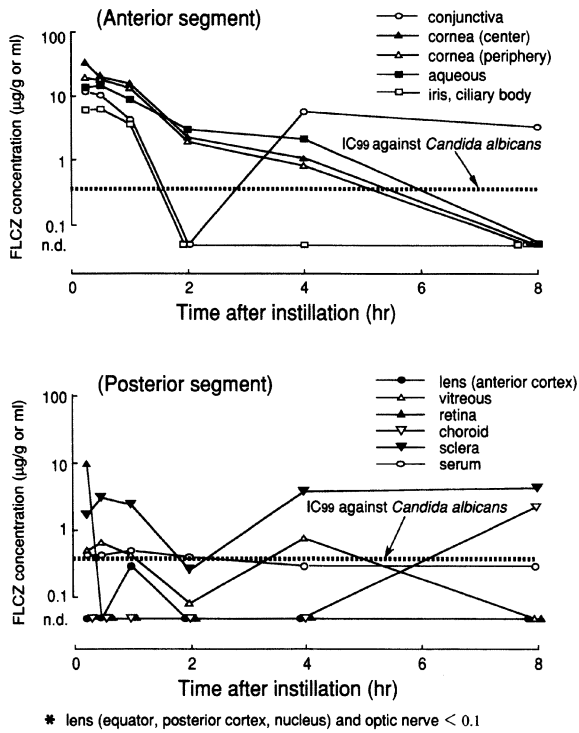 (Anterior segment)
conjunctiva
cornea (center)
cornea (periphery)
aqueous
iris, ciliary body
FLCZ concentration (µg/g or ml)
100
10
1
0.1
n.d.
IC99 against Candida albicans
0
2
4
6
8
Time after instillation (hr)
(Posterior segment)
lens (anterior cortex)
vitreous
retina
choroid
sclera
serum
FLCZ concentration (µg/g or ml)
100
10
1
0.1
n.d.
IC99 against Candida albicans
0
2
4
6
8
Time after instillation (hr)
* lens (equator, posterior cortex, nucleus) and optic nerve < 0.1